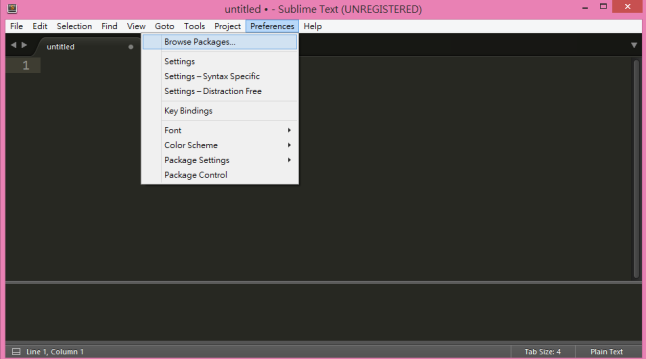 untitled • - Sublime Text (UNREGISTERED)
File Edit Selection Find View Goto Tools Project Preferences Help
untitled
Browse Packages...
1
Settings
Settings – Syntax Specific
Settings – Distraction Free
Key Bindings
Font
Color Scheme
Package Settings
Package Control
Line 1, Column 1 Tab Size: 4 Plain Text